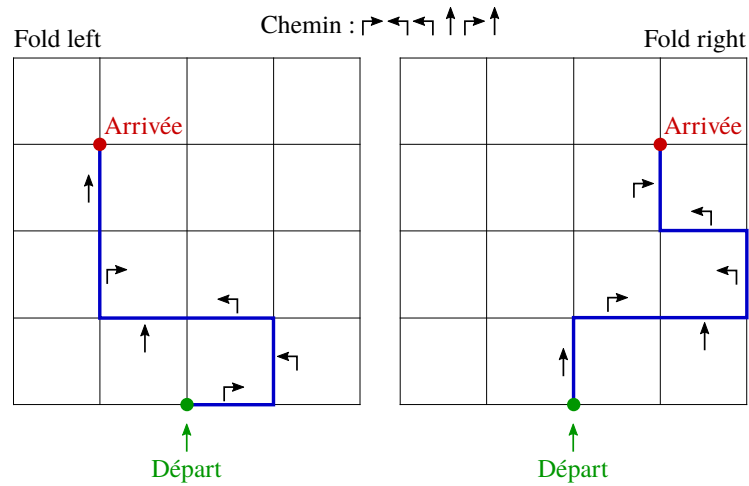 Chemin :
Fold left
Fold right
Arrivée
Arrivée
Départ
Départ